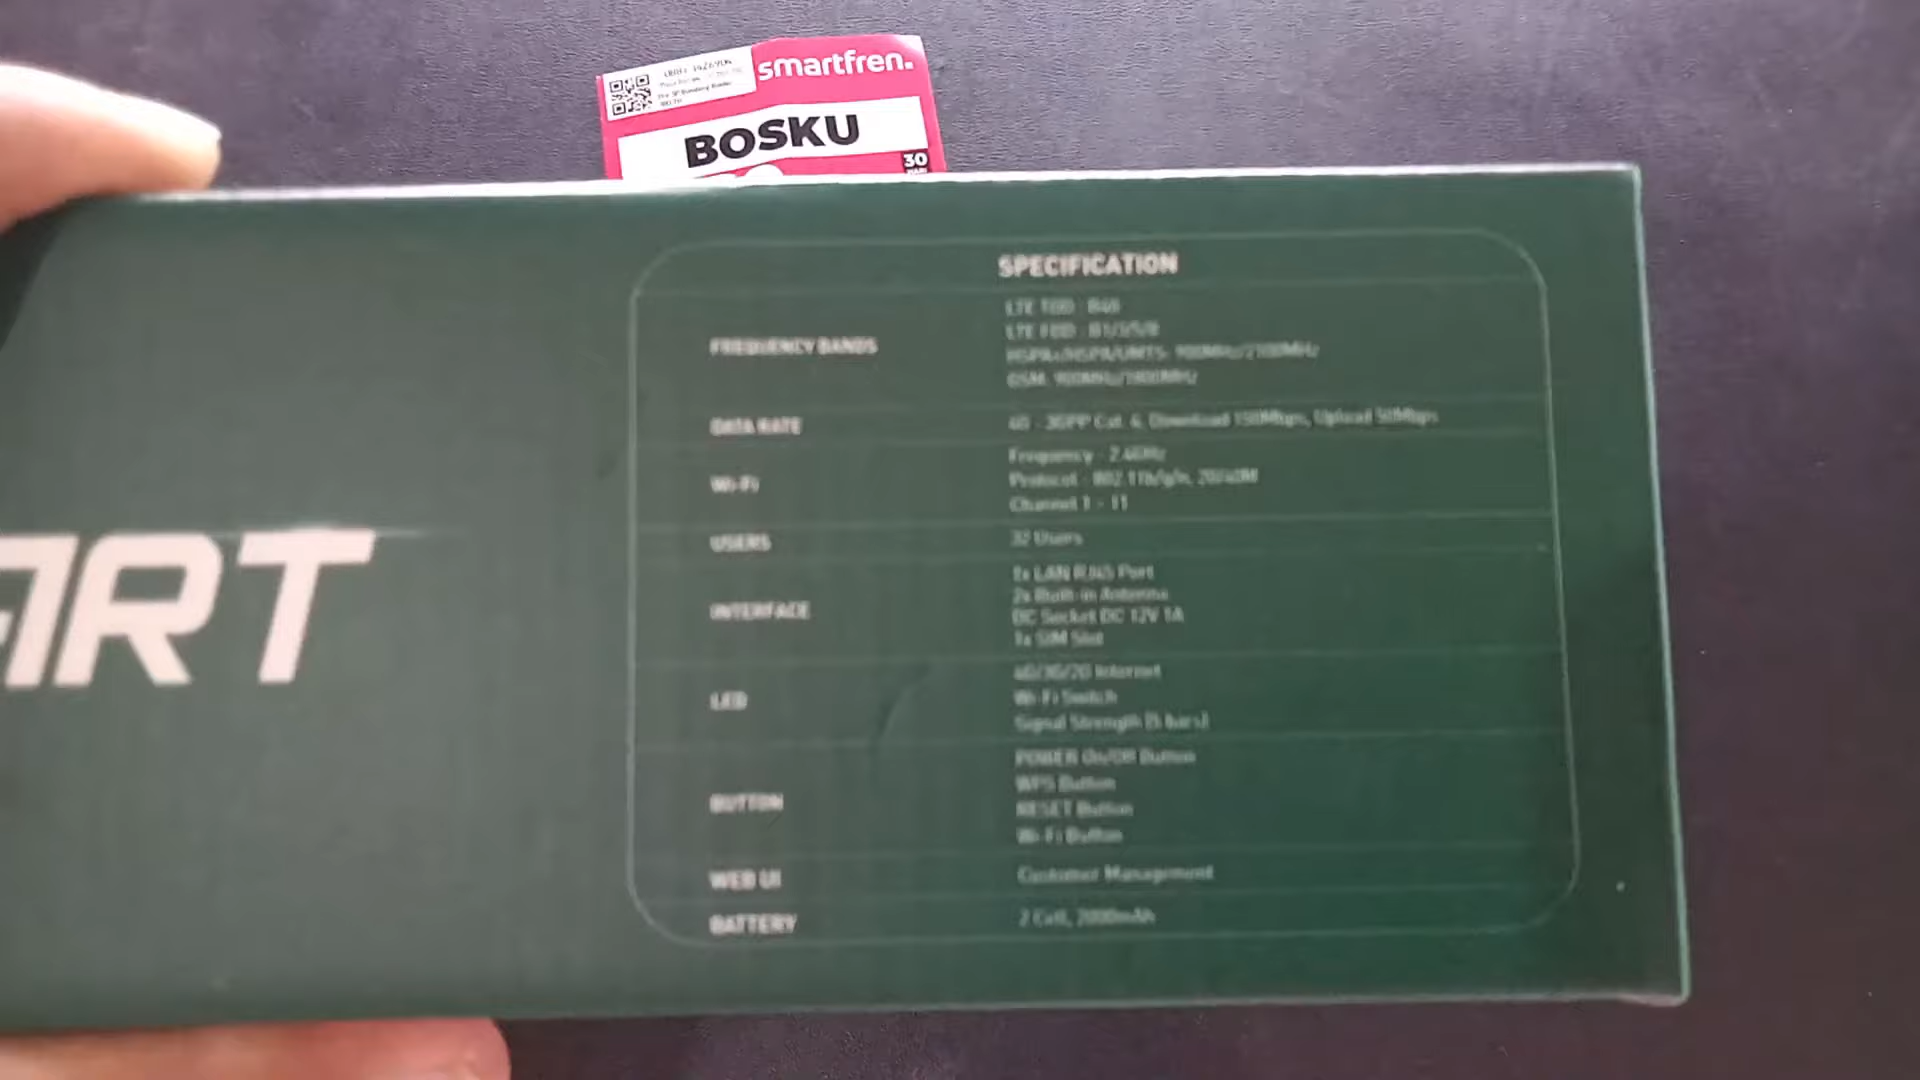 smartfren.
BOSKU
30
HARI
SPECIFICATION
FREQUENCY BANDS
LTE TDD : B40
LTE FDD : B1/3/5/8
HSPA+/HSPA/UMTS: 900MHz/2100MHz
GSM: 900MHz/1800MHz
DATA RATE
4G - 3GPP Cat. 4, Download 150Mbps, Upload 50Mbps
Wi-Fi
Frequency - 2.4GHz
Protocol - 802.11b/g/n, 20/40M
Channel 1 - 11
USERS
32 Users
INTERFACE
1x LAN RJ45 Port
2x Built-in Antenna
DC Socket DC 12V 1A
1x SIM Slot
LED
4G/3G/2G Internet
Wi-Fi Switch
Signal Strength (5 bars)
BUTTON
POWER On/Off Button
WPS Button
RESET Button
Wi-Fi Button
WEB UI
Customer Management
BATTERY
2 Cell, 2000mAh
ART